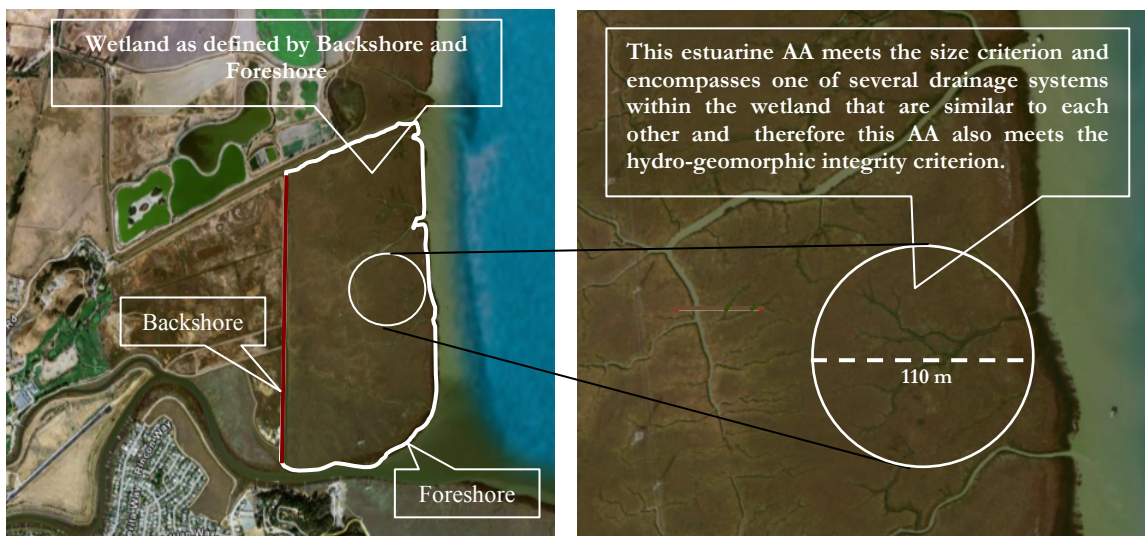 Wetland as defined by Backshore and
Foreshore
Backshore
Foreshore
This estuarine AA meets the size criterion and
encompasses one of several drainage systems
within the wetland that are similar to each
other and therefore this AA also meets the
hydro-geomorphic integrity criterion.
110 m